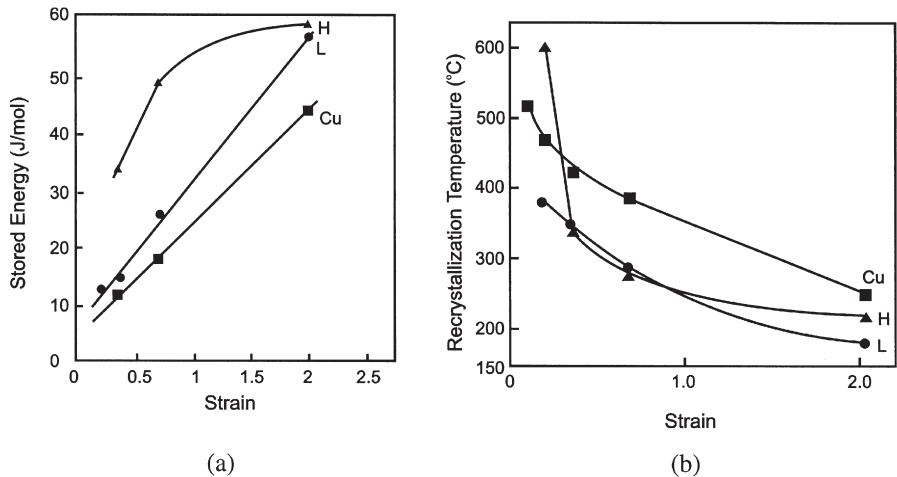 60
50
40
30
20
10
0
Stored Energy (J/mol)
H
L
Cu
0
0.5
1
1.5
2
2.5
Strain
(a)
600
500
400
300
200
150
Recrystallization Temperature (°C)
Cu
H
L
0
1.0
2.0
Strain
(b)